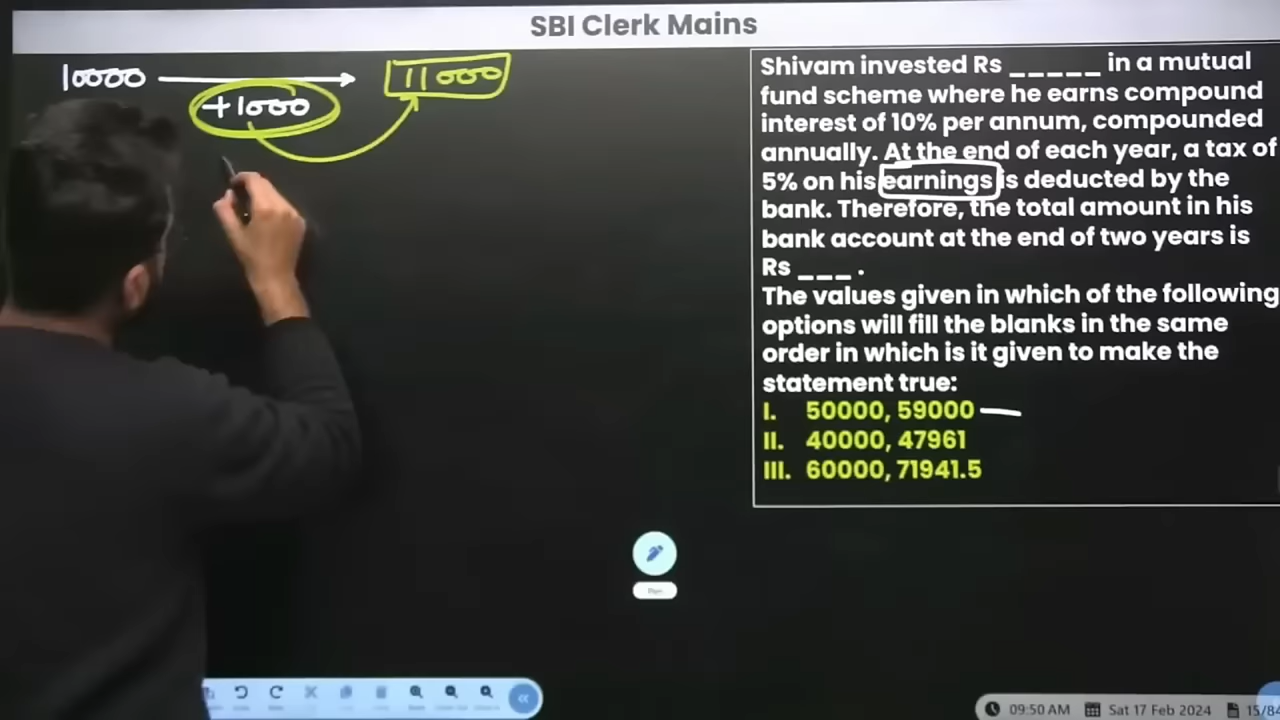 SBI Clerk Mains
10000
+1000
11000
Shivam invested Rs _____ in a mutual
fund scheme where he earns compound
interest of 10% per annum, compounded
annually. At the end of each year, a tax of
5% on his earnings is deducted by the
bank. Therefore, the total amount in his
bank account at the end of two years is
Rs ___.
The values given in which of the following
options will fill the blanks in the same
order in which is it given to make the
statement true:
I. 50000, 59000
II. 40000, 47961
III. 60000, 71941.5
09:50 AM Sat 17 Feb 2024 15/84